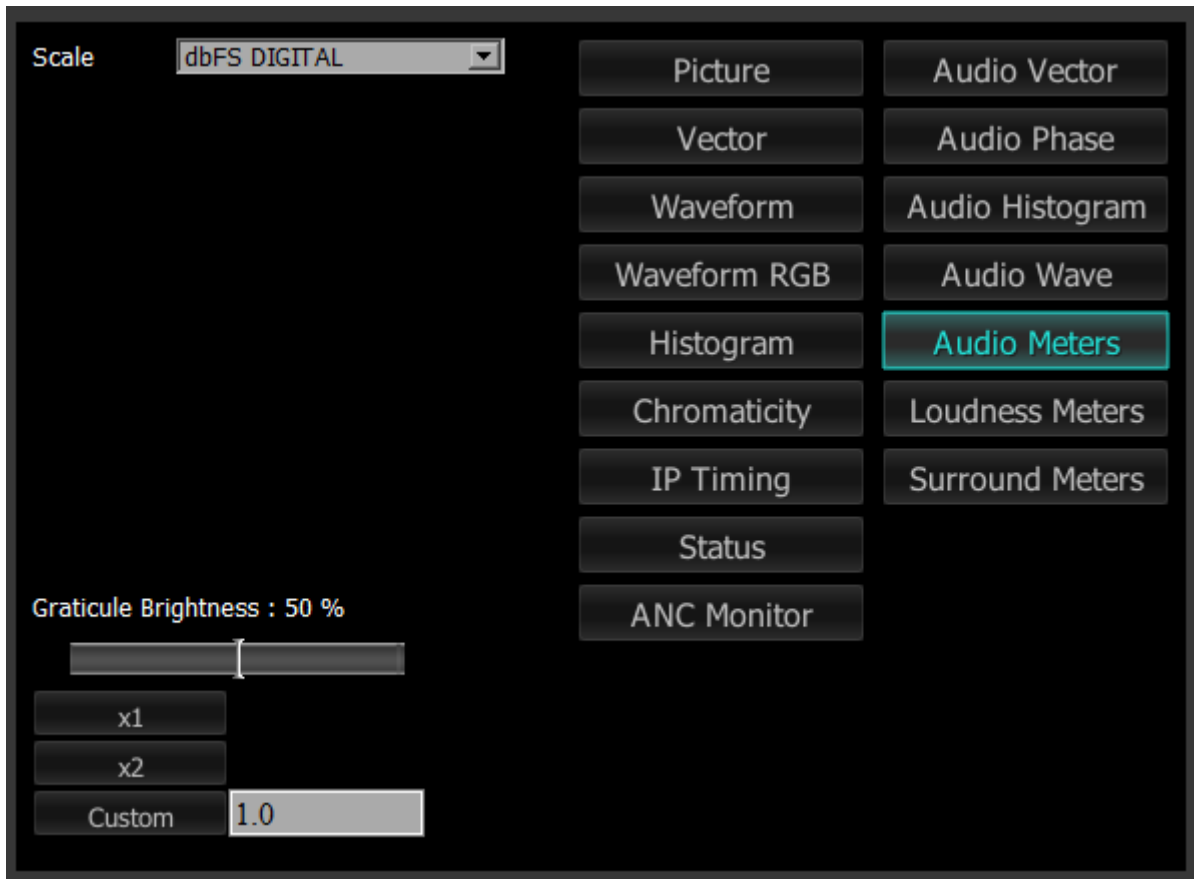 Scale dbFS DIGITAL
Picture Audio Vector
Vector Audio Phase
Waveform Audio Histogram
Waveform RGB Audio Wave
Histogram Audio Meters
Chromaticity Loudness Meters
IP Timing Surround Meters
Status
Graticule Brightness : 50 %
ANC Monitor
x1
x2
Custom 1.0